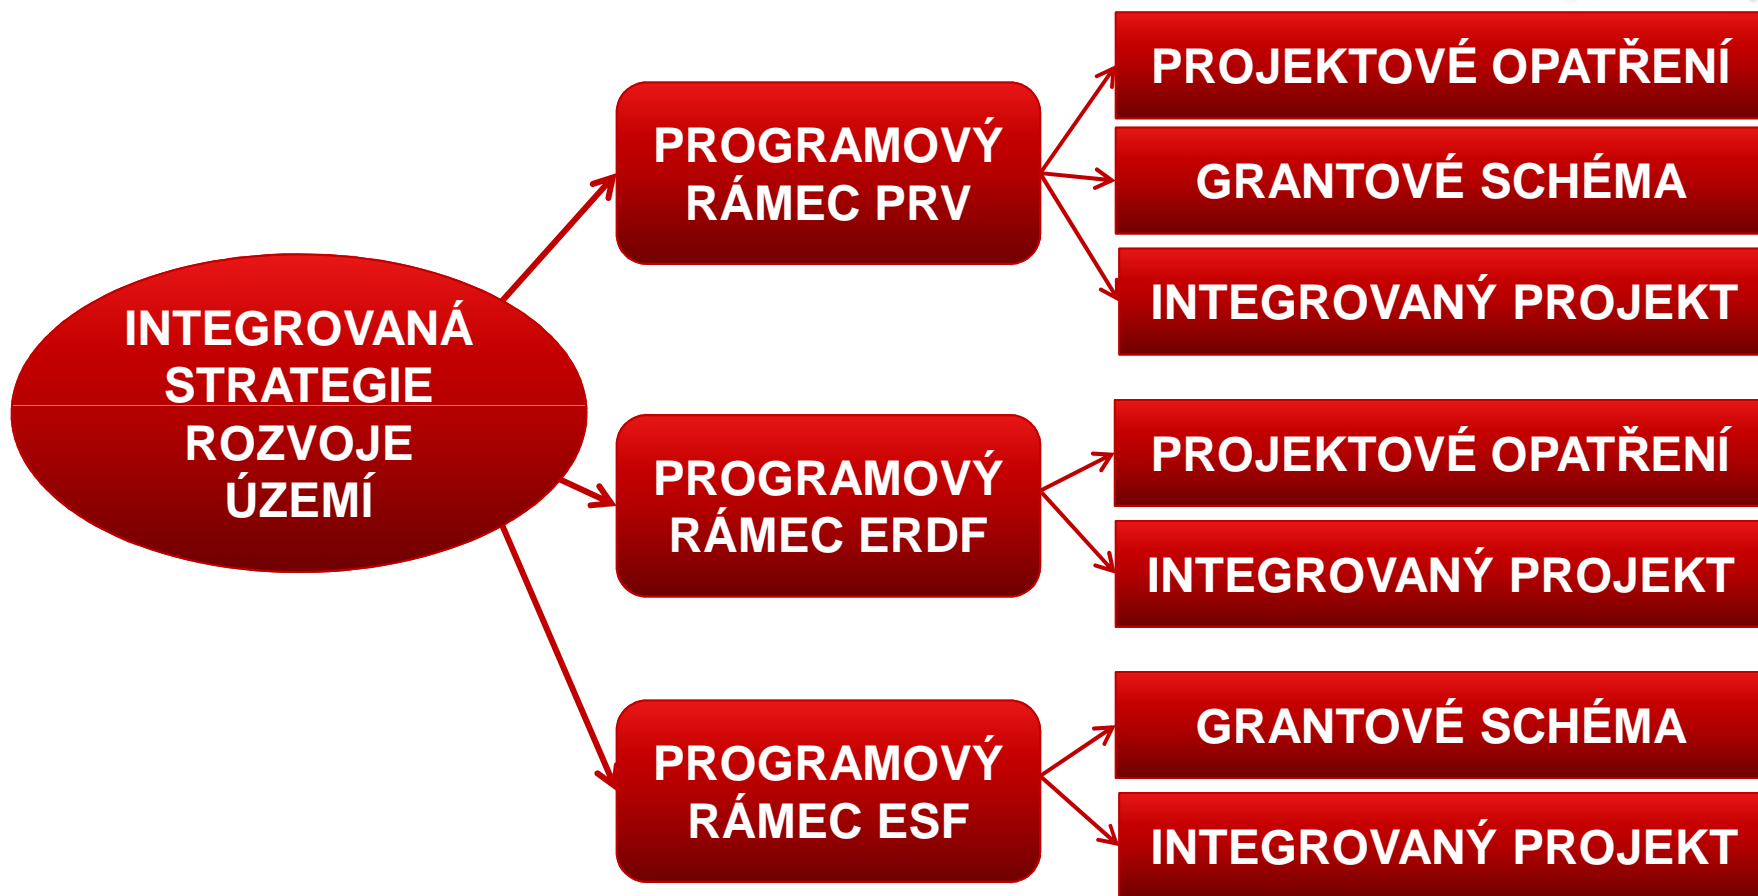 INTEGROVANÁ
STRATEGIE
ROZVOJE
ÚZEMÍ
PROGRAMOVÝ
RÁMEC PRV
PROJEKTOVÉ OPATŘENÍ
GRANTOVÉ SCHÉMA
INTEGROVANÝ PROJEKT
PROGRAMOVÝ
RÁMEC ERDF
PROJEKTOVÉ OPATŘENÍ
INTEGROVANÝ PROJEKT
PROGRAMOVÝ
RÁMEC ESF
GRANTOVÉ SCHÉMA
INTEGROVANÝ PROJEKT